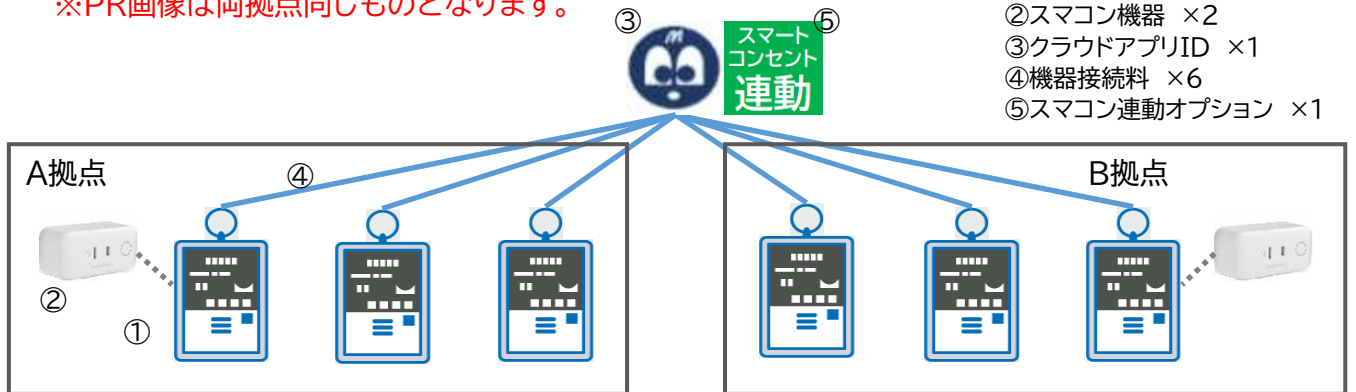 ※PR画像は両拠点同じものとなります。
③
スマート
コンセント
連動
⑤
②スマコン機器 ×2
③クラウドアプリID ×1
④機器接続料 ×6
⑤スマコン連動オプション ×1
A拠点
④
B拠点
②
①